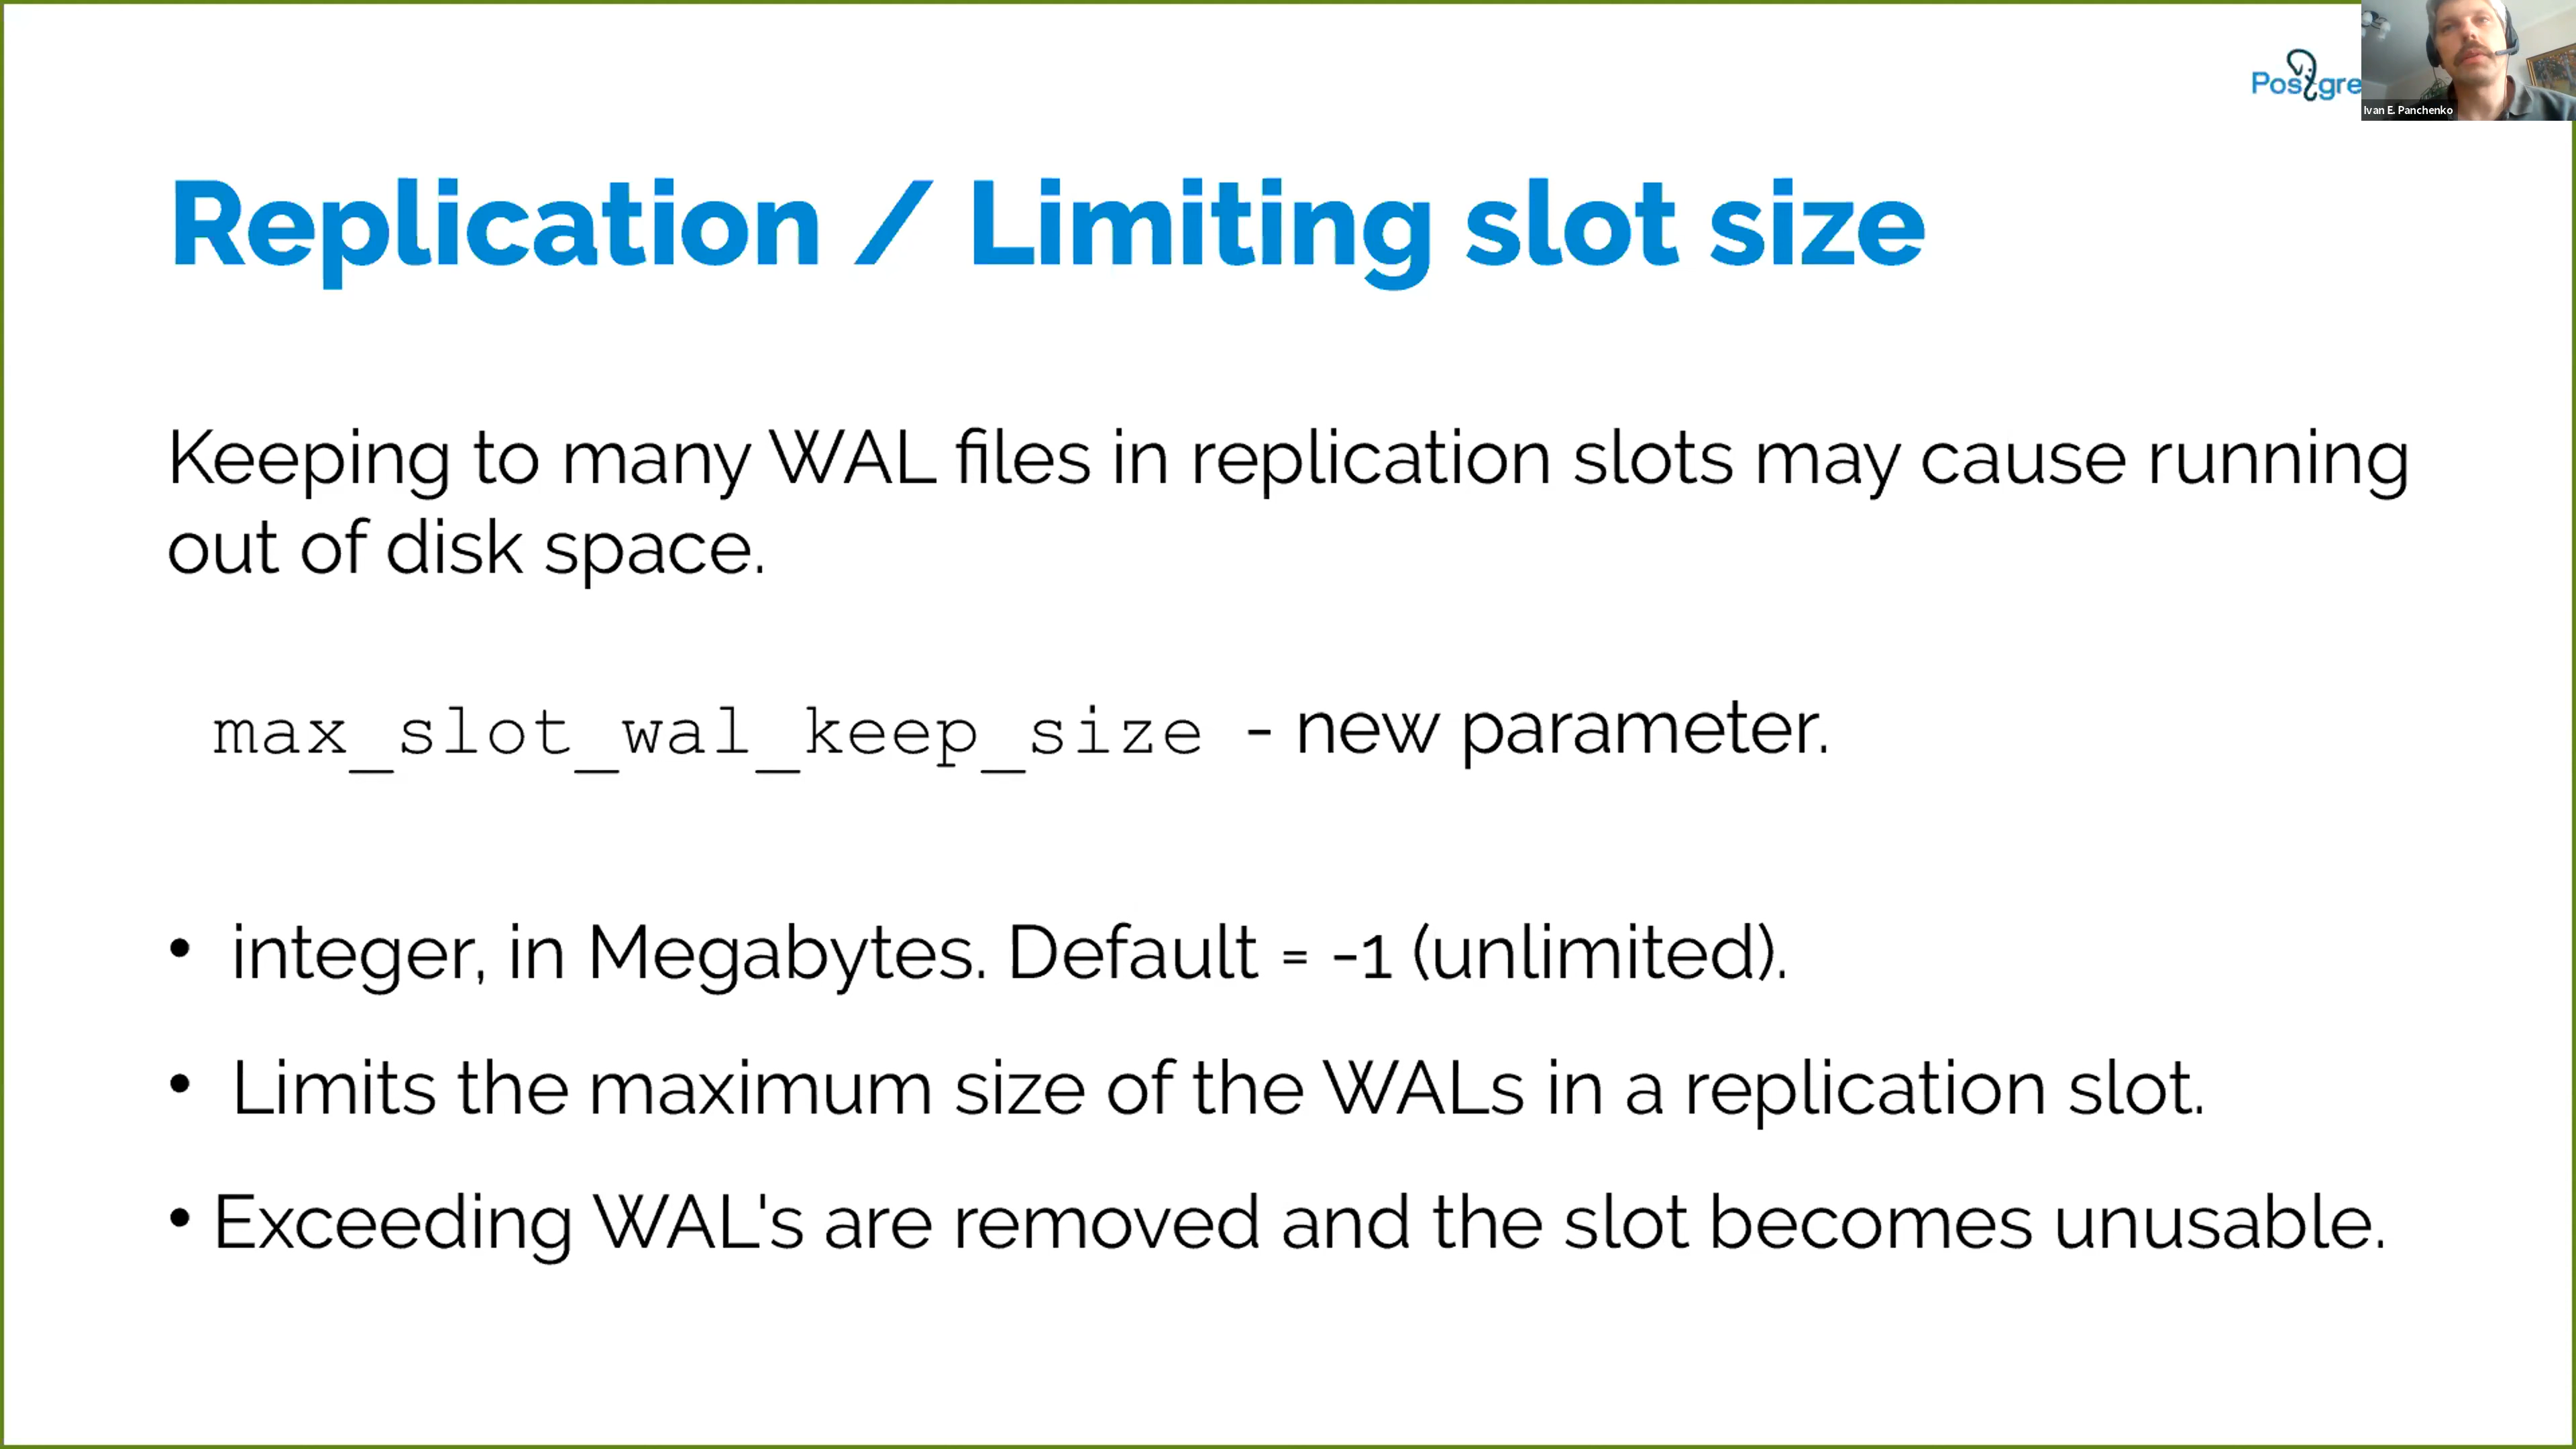 Posgre
Ivan E. Panchenko
Replication / Limiting slot size
Keeping to many WAL files in replication slots may cause running
out of disk space.
max_slot_wal_keep_size - new parameter.
• integer, in Megabytes. Default = -1 (unlimited).
• Limits the maximum size of the WALs in a replication slot.
• Exceeding WAL's are removed and the slot becomes unusable.